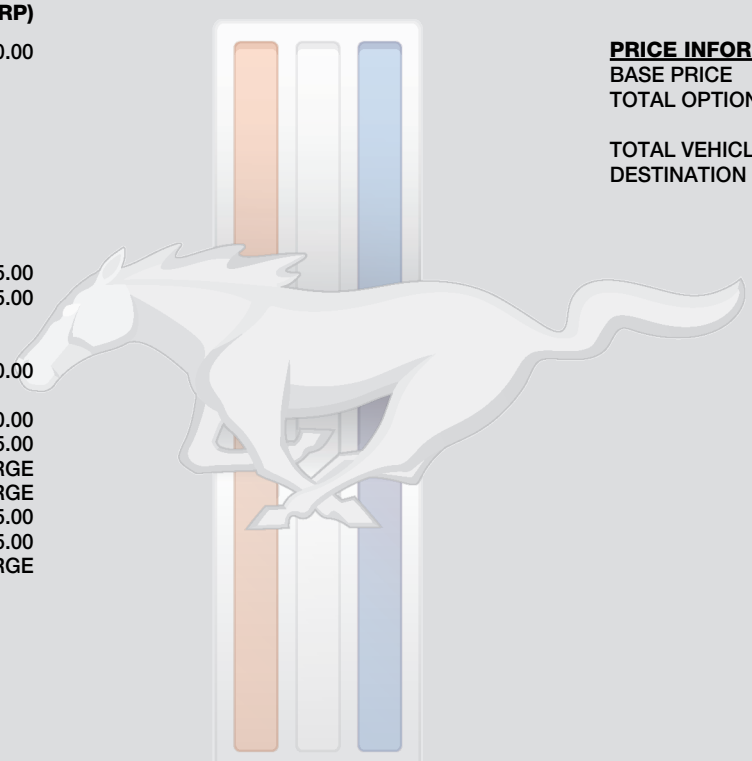 RP)
0.00
5.00
5.00
0.00
0.00
5.00
RGE
RGE
5.00
5.00
RGE
PRICE INFOR
BASE PRICE
TOTAL OPTION
TOTAL VEHICL
DESTINATION